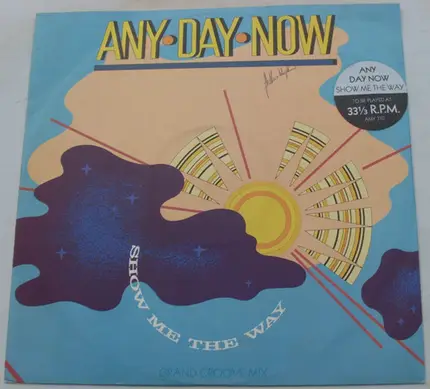 ANY·DAY·NOW
ANY
DAY NOW
SHOW ME THE WAY
TO BE PLAYED AT
33⅓ R.P.M.
SHOW ME THE WAY
GRAND GROOVE MIX